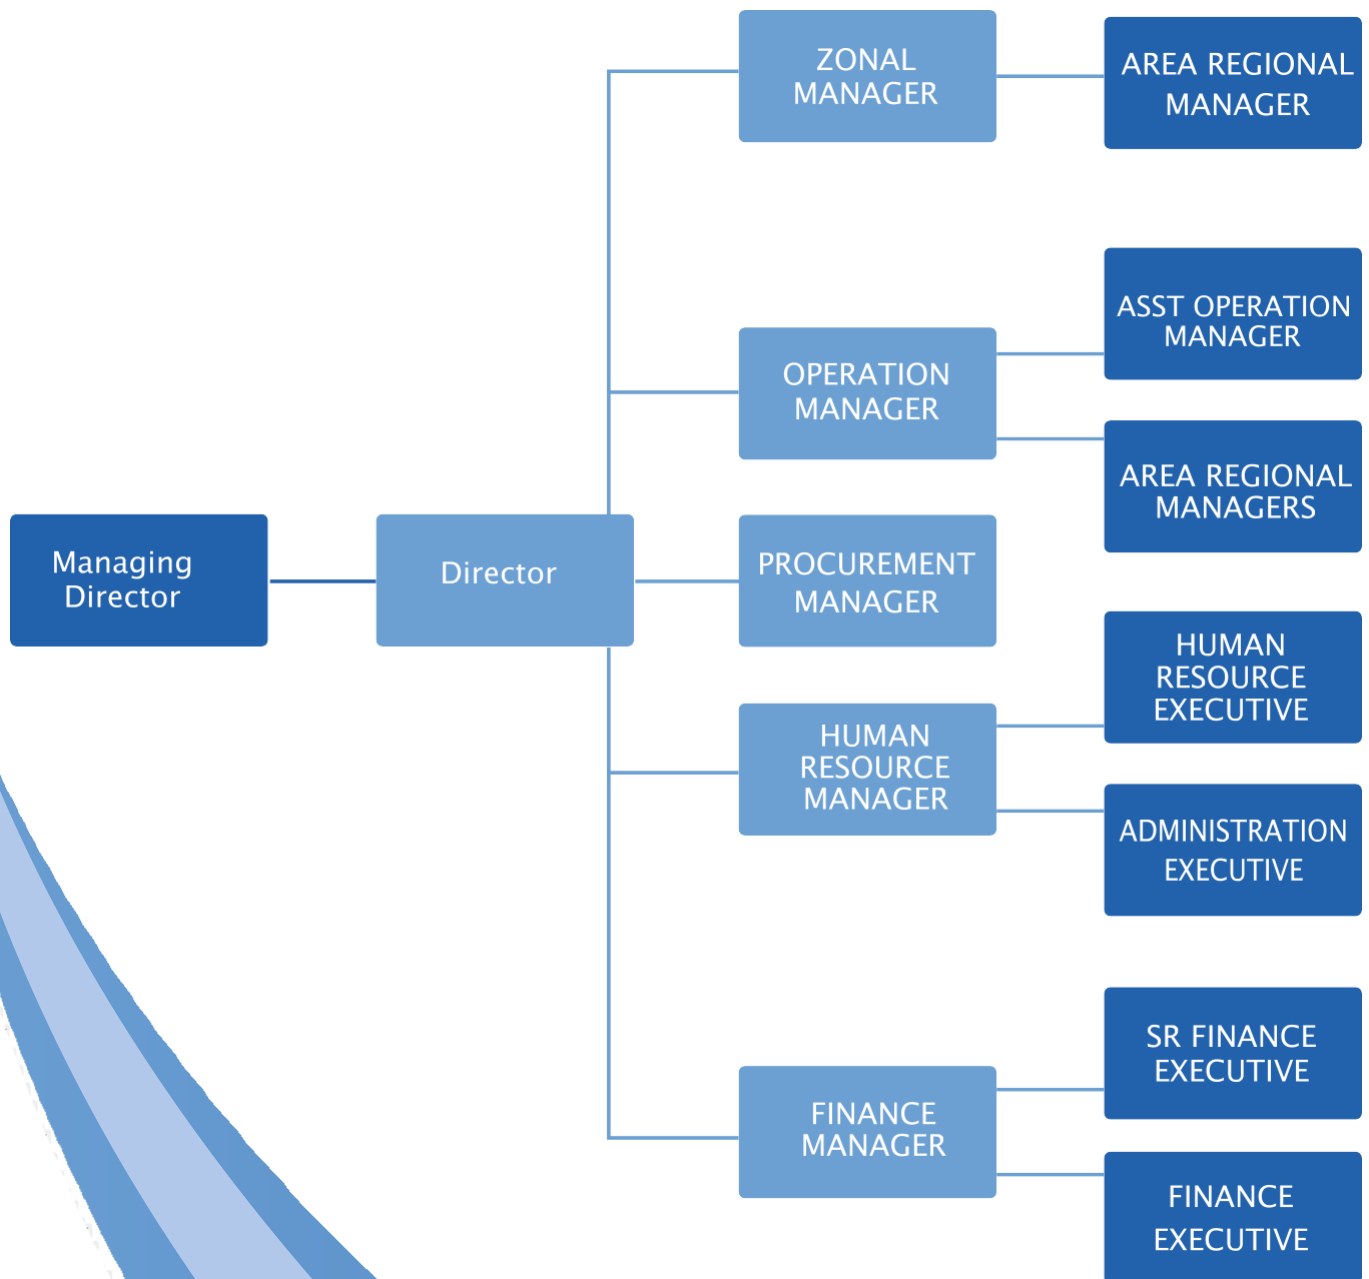 Managing
Director
Director
ZONAL
MANAGER
AREA REGIONAL
MANAGER
OPERATION
MANAGER
ASST OPERATION
MANAGER
AREA REGIONAL
MANAGERS
PROCUREMENT
MANAGER
HUMAN
RESOURCE
MANAGER
HUMAN
RESOURCE
EXECUTIVE
ADMINISTRATION
EXECUTIVE
FINANCE
MANAGER
SR FINANCE
EXECUTIVE
FINANCE
EXECUTIVE